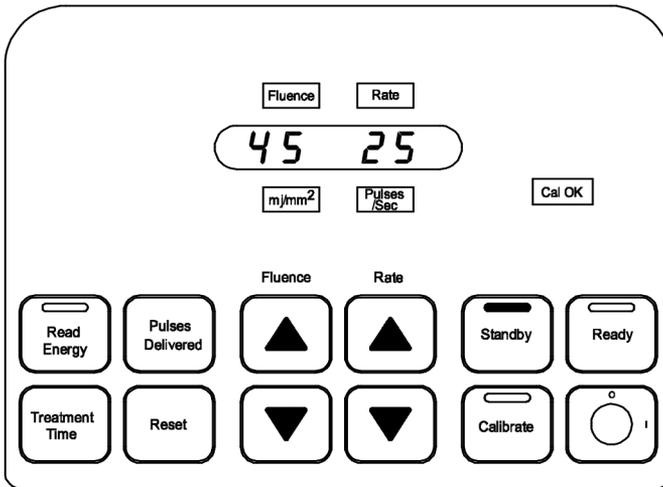 Fluence Rate
45 25
mj/mm² Pulses
/Sec
Cal OK
Fluence Rate
Read
Energy
Pulses
Delivered
Standby
Ready
Treatment
Time
Reset
Calibrate
O
I